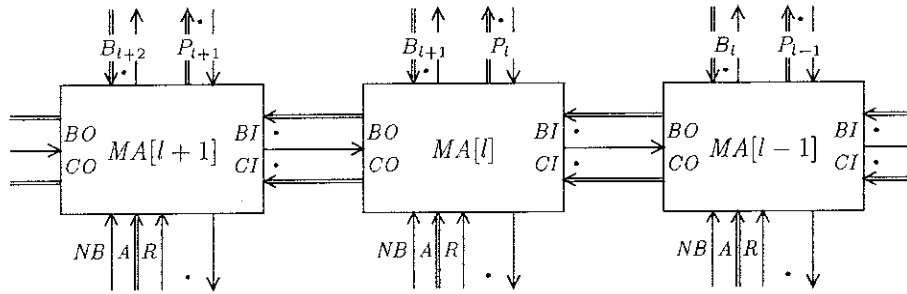 B_{l+2} P_{l+1} B_{l+1} P_l B_l P_{l-1}
BO BI BO BI BO BI
MA[l + 1] MA[l] MA[l − 1]
CO CI CO CI CO CI
NB A R NB A R NB A R